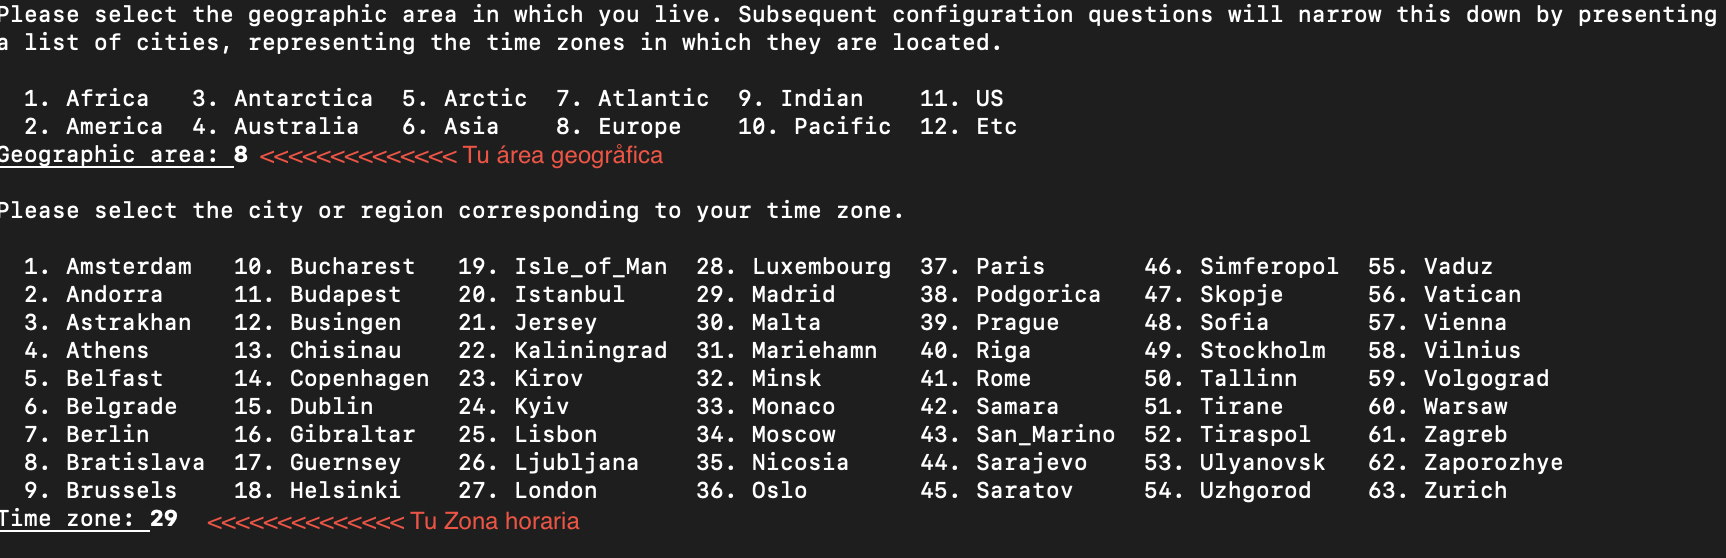 Please select the geographic area in which you live. Subsequent configuration questions will narrow this down by presenting
a list of cities, representing the time zones in which they are located.
1. Africa 3. Antarctica 5. Arctic 7. Atlantic 9. Indian 11. US
2. America 4. Australia 6. Asia 8. Europe 10. Pacific 12. Etc
Geographic area: 8 <<<<<<<<<<<<<< Tu área geogråfica
Please select the city or region corresponding to your time zone.
1. Amsterdam 10. Bucharest 19. Isle_of_Man 28. Luxembourg 37. Paris 46. Simferopol 55. Vaduz
2. Andorra 11. Budapest 20. Istanbul 29. Madrid 38. Podgorica 47. Skopje 56. Vatican
3. Astrakhan 12. Busingen 21. Jersey 30. Malta 39. Prague 48. Sofia 57. Vienna
4. Athens 13. Chisinau 22. Kaliningrad 31. Mariehamn 40. Riga 49. Stockholm 58. Vilnius
5. Belfast 14. Copenhagen 23. Kirov 32. Minsk 41. Rome 50. Tallinn 59. Volgograd
6. Belgrade 15. Dublin 24. Kyiv 33. Monaco 42. Samara 51. Tirane 60. Warsaw
7. Berlin 16. Gibraltar 25. Lisbon 34. Moscow 43. San_Marino 52. Tiraspol 61. Zagreb
8. Bratislava 17. Guernsey 26. Ljubljana 35. Nicosia 44. Sarajevo 53. Ulyanovsk 62. Zaporozhye
9. Brussels 18. Helsinki 27. London 36. Oslo 45. Saratov 54. Uzhgorod 63. Zurich
Time zone: 29 <<<<<<<<<<<<<< Tu Zona horaria